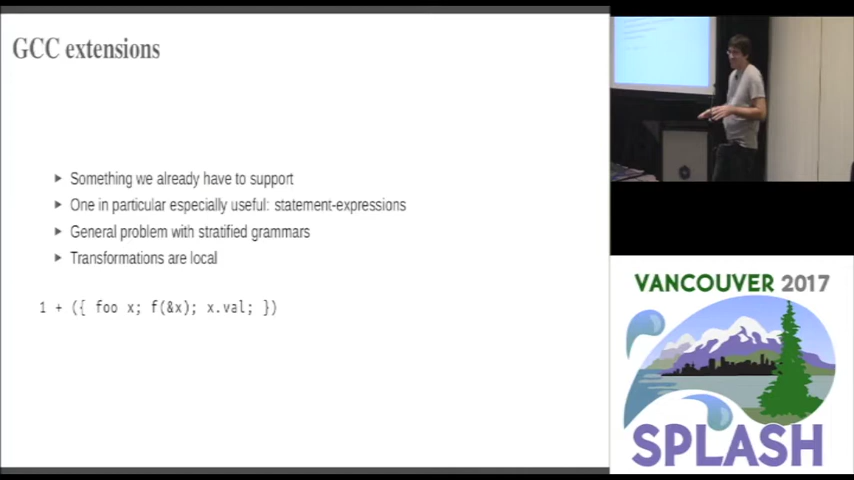 GCC extensions
Something we already have to support
One in particular especially useful: statement-expressions
General problem with stratified grammars
Transformations are local
1 + ({ foo x; f(&x); x.val; })
VANCOUVER 2017
SPLASH